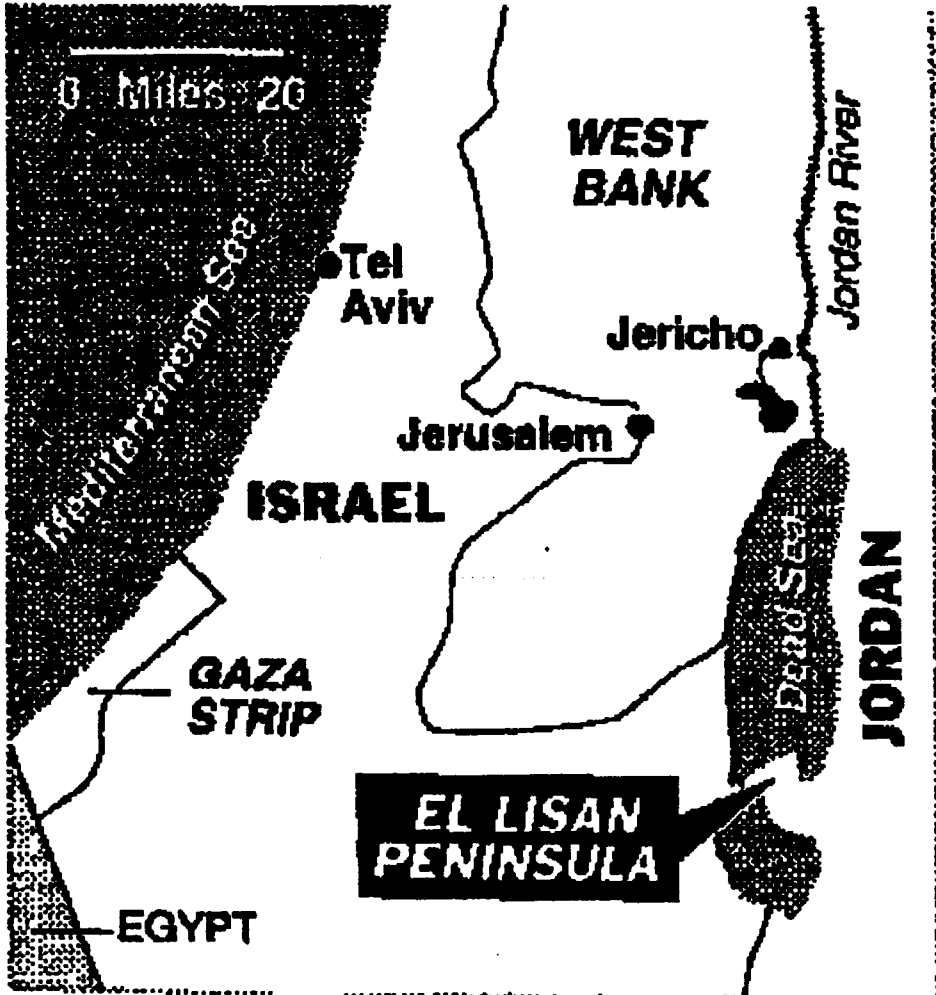 0 Miles 20
WEST
BANK
Jordan River
Mediterranean Sea
Tel
Aviv
Jericho
Jerusalem
ISRAEL
Dead Sea
JORDAN
GAZA
STRIP
EL LISAN
PENINSULA
EGYPT